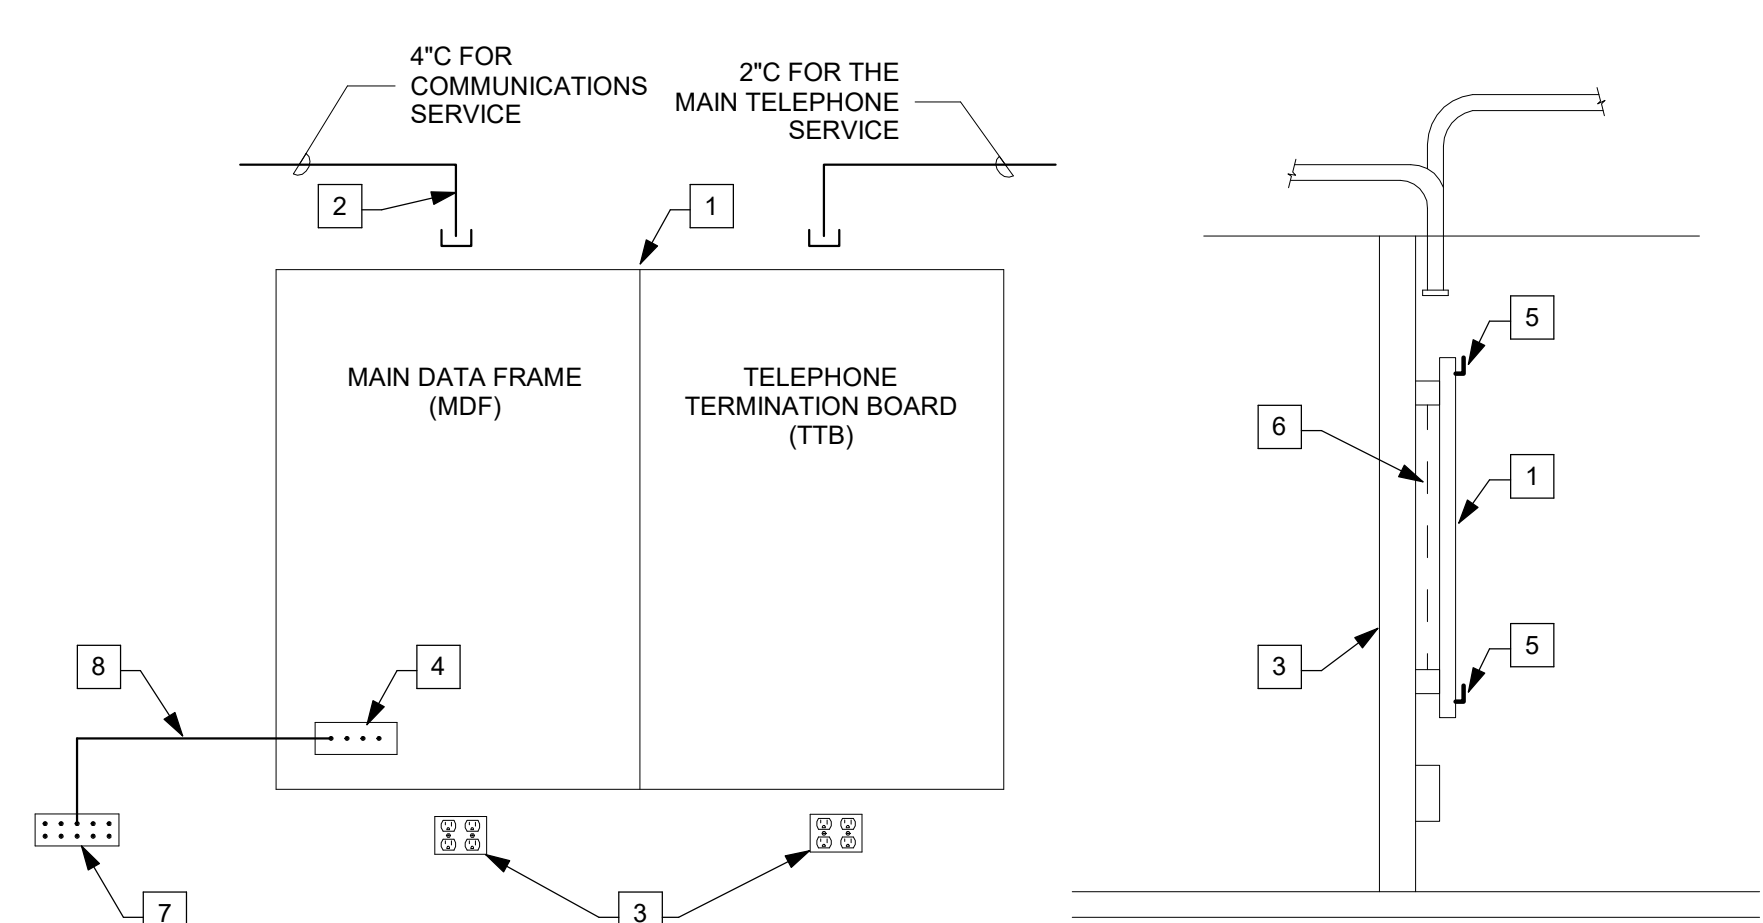 4"C FOR
COMMUNICATIONS
SERVICE
2"C FOR THE
MAIN TELEPHONE
SERVICE
2
1
MAIN DATA FRAME
(MDF)
TELEPHONE
TERMINATION BOARD
(TTB)
8
4
7
3
5
6
1
3
5